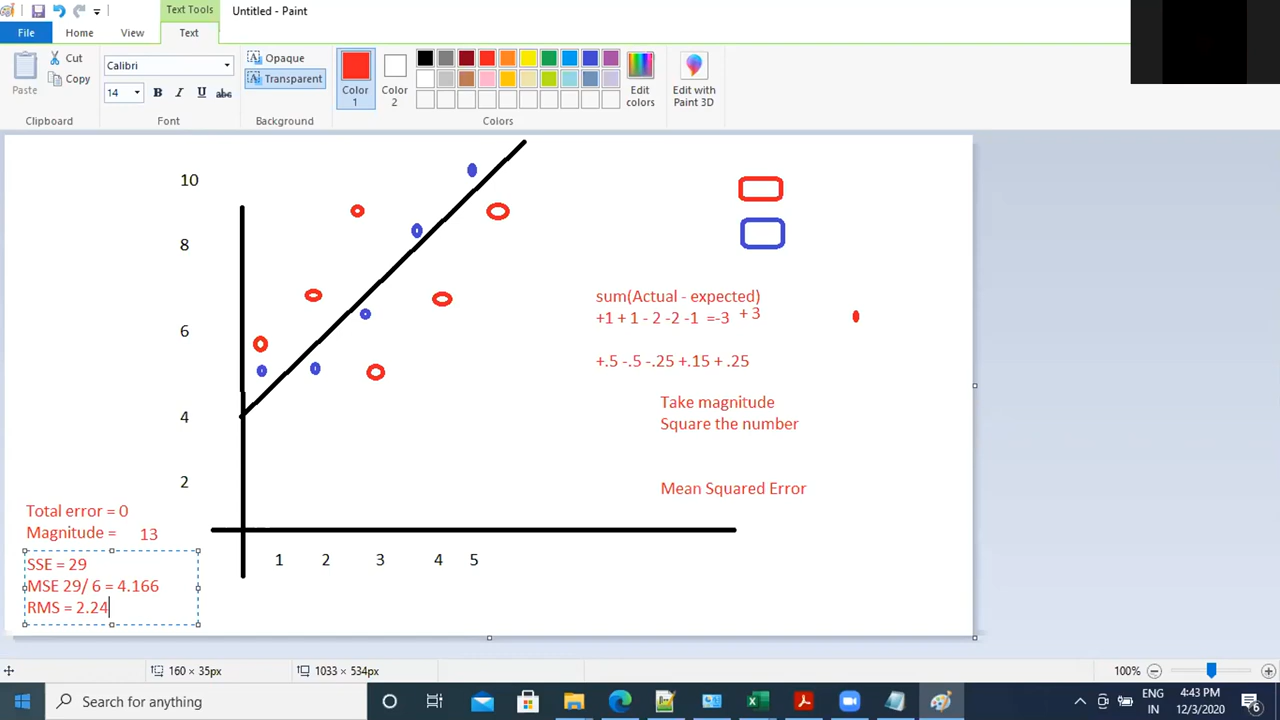 Text Tools
Untitled - Paint
File
Home
View
Text
Paste
Cut
Copy
Clipboard
Calibri
14
B I U abc
Font
Opaque
Transparent
Background
Color 1
Color 2
Edit colors
Colors
Edit with Paint 3D
10
8
6
4
2
1 2 3 4 5
sum(Actual - expected)
+1 + 1 - 2 -2 -1 =-3 + 3
+.5 -.5 -.25 +.15 + .25
Take magnitude
Square the number
Mean Squared Error
Total error = 0
Magnitude = 13
SSE = 29
MSE 29/ 6 = 4.166
RMS = 2.24
160 × 35px
1033 × 534px
100%
Search for anything
ENG
IN
4:43 PM
12/3/2020
6